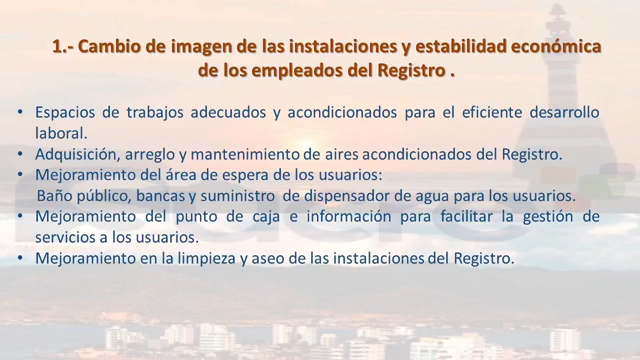 1.- Cambio de imagen de las instalaciones y estabilidad económica
de los empleados del Registro .
• Espacios de trabajos adecuados y acondicionados para el eficiente desarrollo
laboral.
• Adquisición, arreglo y mantenimiento de aires acondicionados del Registro.
• Mejoramiento del área de espera de los usuarios:
Baño público, bancas y suministro de dispensador de agua para los usuarios.
• Mejoramiento del punto de caja e información para facilitar la gestión de
servicios a los usuarios.
• Mejoramiento en la limpieza y aseo de las instalaciones del Registro.